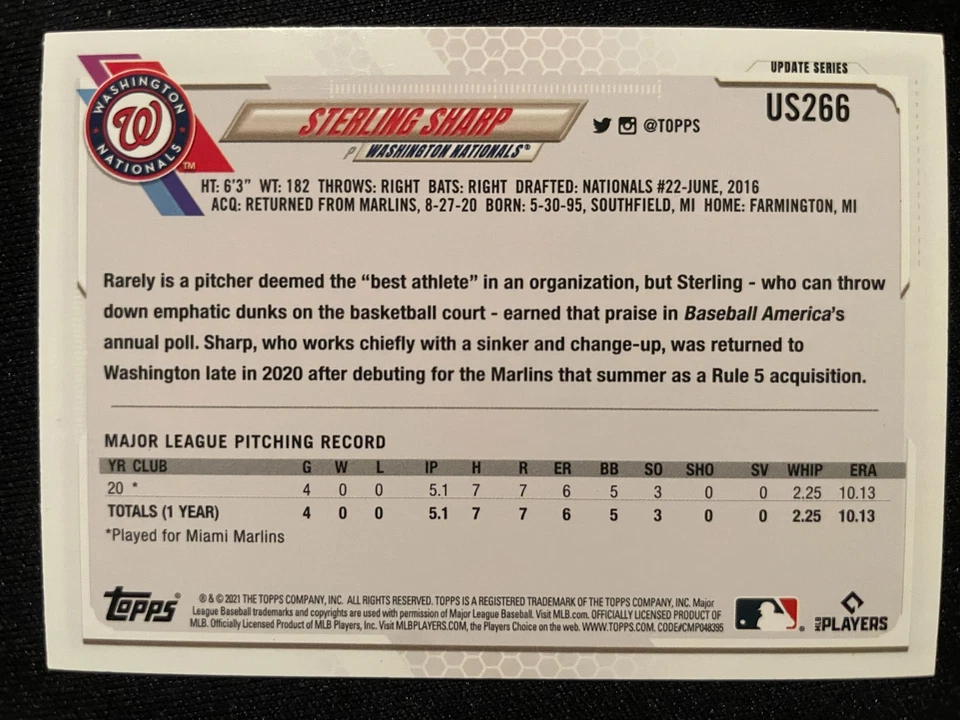 UPDATE SERIES
US266
WASHINGTON
W
NATIONALS
TM
STERLING SHARP
P WASHINGTON NATIONALS®
@TOPPS
HT: 6'3" WT: 182 THROWS: RIGHT BATS: RIGHT DRAFTED: NATIONALS #22-JUNE, 2016
ACQ: RETURNED FROM MARLINS, 8-27-20 BORN: 5-30-95, SOUTHFIELD, MI HOME: FARMINGTON, MI
Rarely is a pitcher deemed the “best athlete” in an organization, but Sterling - who can throw
down emphatic dunks on the basketball court - earned that praise in Baseball America's
annual poll. Sharp, who works chiefly with a sinker and change-up, was returned to
Washington late in 2020 after debuting for the Marlins that summer as a Rule 5 acquisition.
MAJOR LEAGUE PITCHING RECORD
YR CLUB G W L IP H R ER BB SO SHO SV WHIP ERA
20 * 4 0 0 5.1 7 7 6 5 3 0 0 2.25 10.13
TOTALS (1 YEAR) 4 0 0 5.1 7 7 6 5 3 0 0 2.25 10.13
*Played for Miami Marlins
Topps®
® & © 2021 THE TOPPS COMPANY, INC. ALL RIGHTS RESERVED. TOPPS IS A REGISTERED TRADEMARK OF THE TOPPS COMPANY, INC. Major
League Baseball trademarks and copyrights are used with permission of Major League Baseball. Visit MLB.com. OFFICIALLY LICENSED PRODUCT OF
MLB. Officially Licensed Product of MLB Players, Inc. Visit MLBPLAYERS.COM, the Players Choice on the web. WWW.TOPPS.COM. CODE#CMP048395
MLB PLAYERS